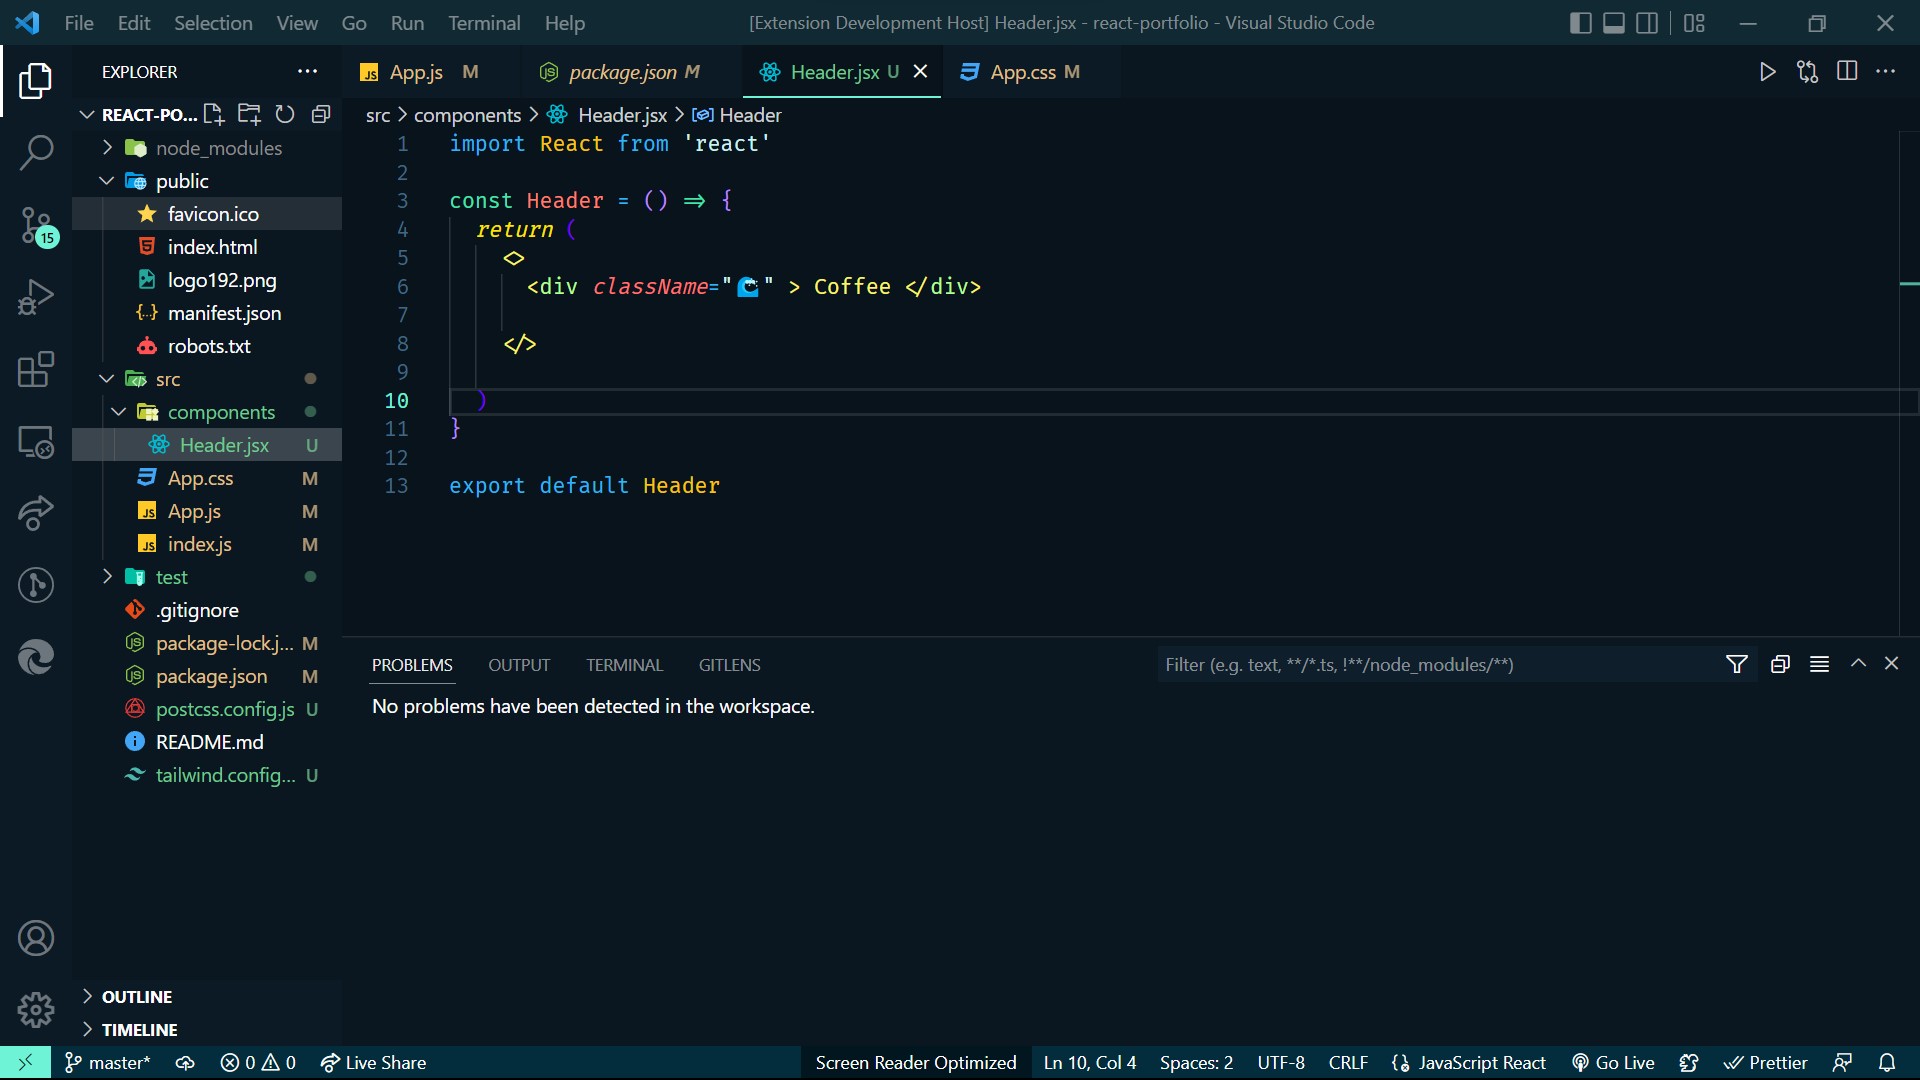 File Edit Selection View Go Run Terminal Help [Extension Development Host] Header.jsx - react-portfolio - Visual Studio Code
EXPLORER
REACT-PO...
node_modules
public
favicon.ico
index.html
logo192.png
manifest.json
robots.txt
src
components
Header.jsx U
App.css M
App.js M
index.js M
test
.gitignore
package-lock.j... M
package.json M
postcss.config.js U
README.md
tailwind.config... U
OUTLINE
TIMELINE
15
App.js M package.json M Header.jsx U App.css M
src > components > Header.jsx > Header
1 import React from 'react'
2
3 const Header = () => {
4 return (
5 <>
6 <div className="🌊" > Coffee </div>
7
8 </>
9
10 )
11 }
12
13 export default Header
PROBLEMS OUTPUT TERMINAL GITLENS Filter (e.g. text, **/*.ts, !**/node_modules/**)
No problems have been detected in the workspace.
master* 0 0 Live Share Screen Reader Optimized Ln 10, Col 4 Spaces: 2 UTF-8 CRLF JavaScript React Go Live Prettier